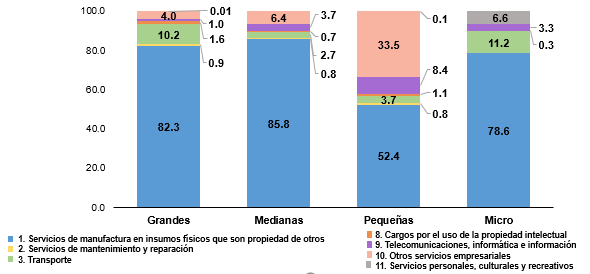 100.0
80.0
60.0
40.0
20.0
0.0
4.0
0.01
1.0
1.6
10.2
0.9
82.3
6.4
3.7
0.7
2.7
0.8
85.8
0.1
33.5
8.4
1.1
3.7
0.8
52.4
6.6
3.3
0.3
11.2
78.6
Grandes
Medianas
Pequeñas
Micro
1. Servicios de manufactura en insumos físicos que son propiedad de otros
2. Servicios de mantenimiento y reparación
3. Transporte
8. Cargos por el uso de la propiedad intelectual
9. Telecomunicaciones, informática e información
10. Otros servicios empresariales
11. Servicios personales, culturales y recreativos